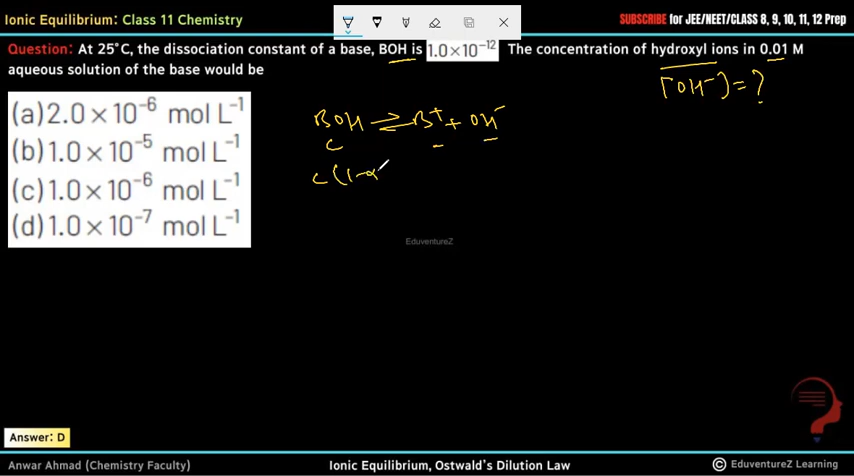 Ionic Equilibrium: Class 11 Chemistry
SUBSCRIBE for JEE/NEET/CLASS 8, 9, 10, 11, 12 Prep
Question: At 25°C, the dissociation constant of a base, BOH is 1.0×10⁻¹² The concentration of hydroxyl ions in 0.01 M
aqueous solution of the base would be
[OH⁻] = ?
(a) 2.0×10⁻⁶ mol L⁻¹
(b) 1.0×10⁻⁵ mol L⁻¹
(c) 1.0×10⁻⁶ mol L⁻¹
(d) 1.0×10⁻⁷ mol L⁻¹
BOH ⇌ B⁺ + OH⁻
C - -
C(1-α
EduventureZ
Answer: D
Anwar Ahmad (Chemistry Faculty)
Ionic Equilibrium, Ostwald's Dilution Law
© EduventureZ Learning